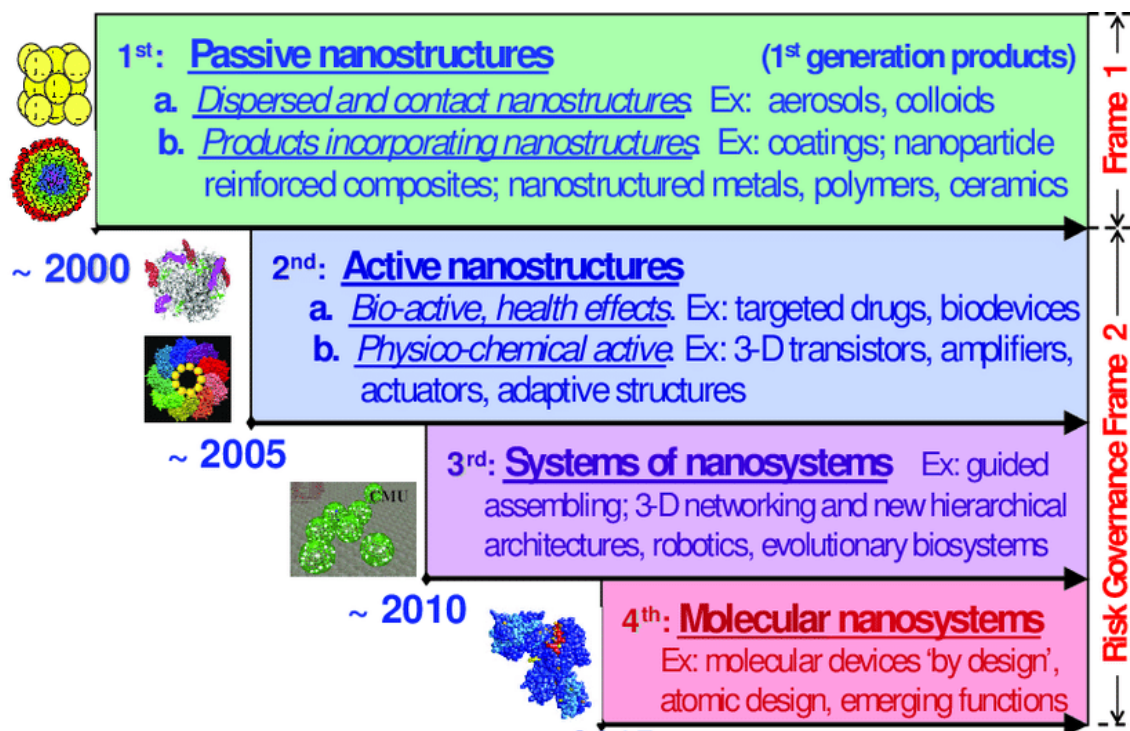 1st: Passive nanostructures (1st generation products)
a. Dispersed and contact nanostructures. Ex: aerosols, colloids
b. Products incorporating nanostructures. Ex: coatings; nanoparticle
reinforced composites; nanostructured metals, polymers, ceramics
Frame 1
~ 2000
2nd: Active nanostructures
a. Bio-active, health effects. Ex: targeted drugs, biodevices
b. Physico-chemical active. Ex: 3-D transistors, amplifiers,
actuators, adaptive structures
~ 2005
CMU
3rd: Systems of nanosystems Ex: guided
assembling; 3-D networking and new hierarchical
architectures, robotics, evolutionary biosystems
~ 2010
4th: Molecular nanosystems
Ex: molecular devices ‘by design’,
atomic design, emerging functions
Risk Governance Frame 2